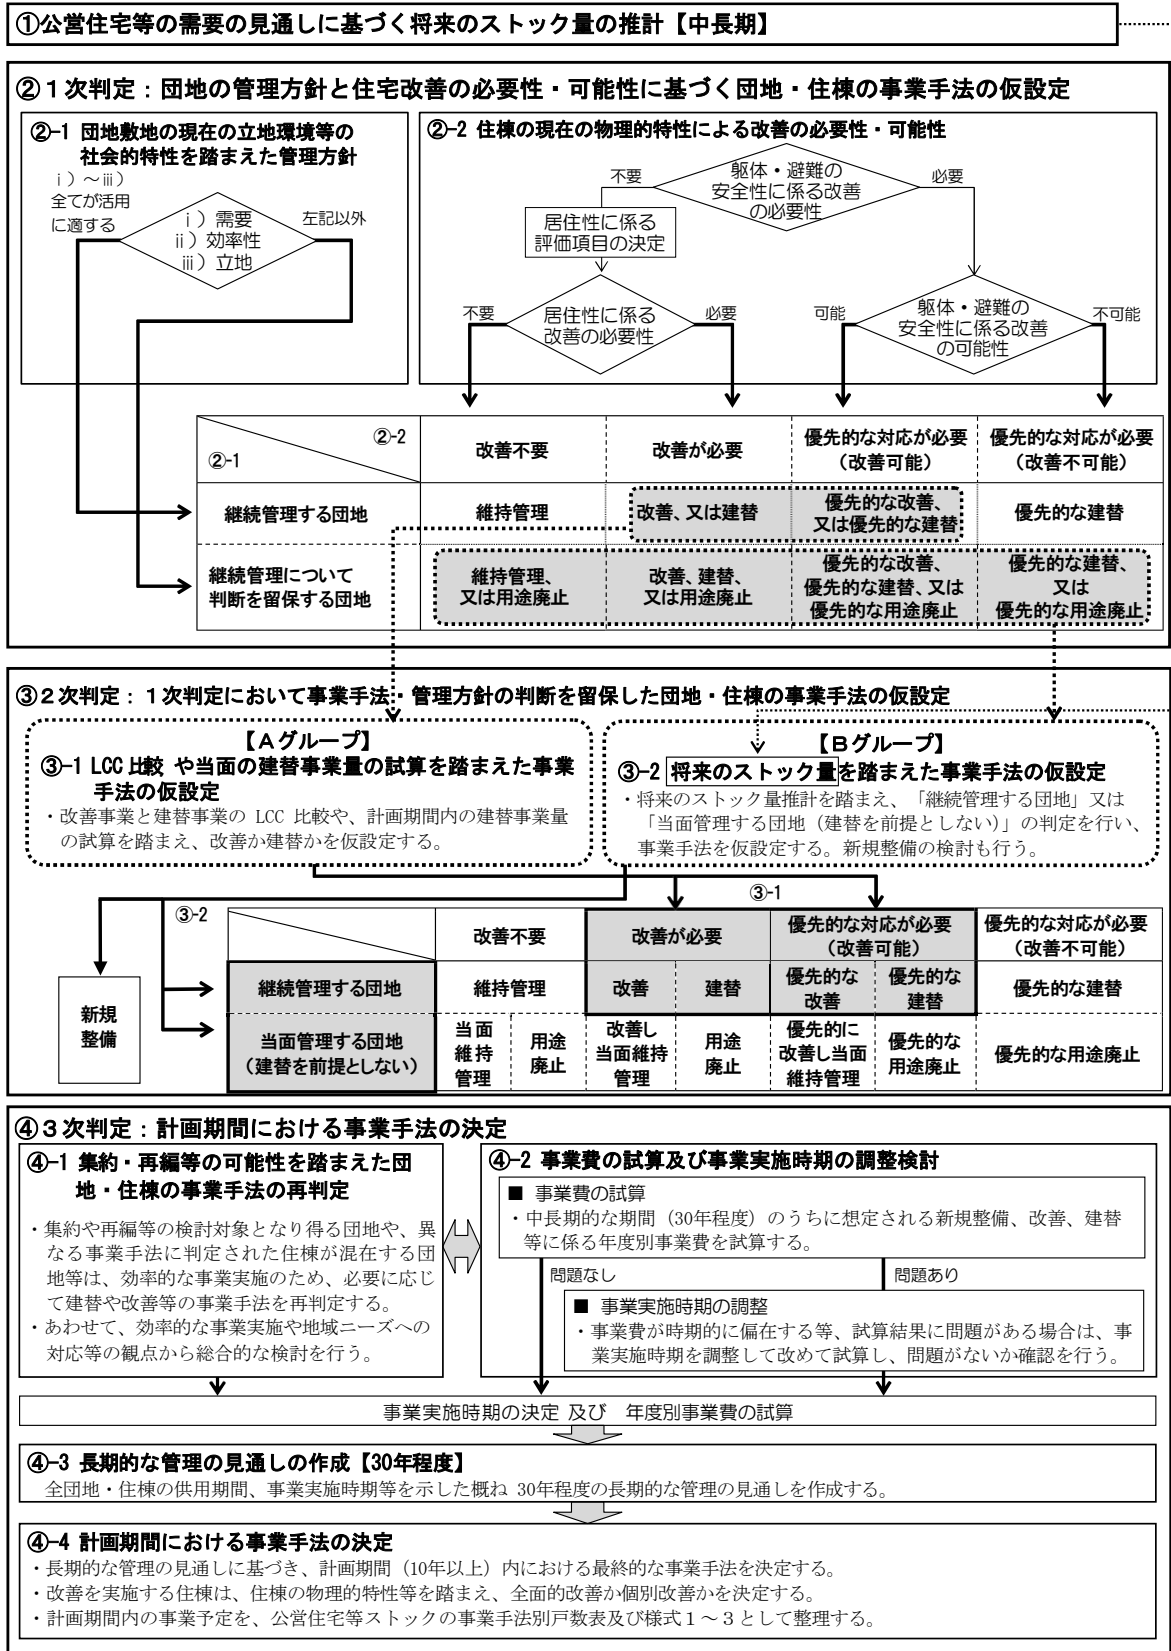 ①公営住宅等の需要の見通しに基づく将来のストック量の推計【中長期】
②１次判定：団地の管理方針と住宅改善の必要性・可能性に基づく団地・住棟の事業手法の仮設定
②-1 団地敷地の現在の立地環境等の
社会的特性を踏まえた管理方針
ⅰ）～ⅲ）
全てが活用
に適する
ⅰ）需要
ⅱ）効率性
ⅲ）立地
左記以外
②-2 住棟の現在の物理的特性による改善の必要性・可能性
不要
躯体・避難の
安全性に係る改善
の必要性
必要
居住性に係る
評価項目の決定
不要
居住性に係る
改善の必要性
必要
可能
躯体・避難の
安全性に係る改善
の可能性
不可能
②-2
②-1
改善不要
改善が必要
優先的な対応が必要
（改善可能）
優先的な対応が必要
（改善不可能）
継続管理する団地
維持管理
改善、又は建替
優先的な改善、
又は優先的な建替
優先的な建替
継続管理について
判断を留保する団地
維持管理、
又は用途廃止
改善、建替、
又は用途廃止
優先的な改善、
優先的な建替、又は
優先的な用途廃止
優先的な建替、
又は
優先的な用途廃止
③２次判定：１次判定において事業手法・管理方針の判断を留保した団地・住棟の事業手法の仮設定
【Ａグループ】
③-1 LCC 比較 や当面の建替事業量の試算を踏まえた事業
手法の仮設定
・改善事業と建替事業の LCC 比較や、計画期間内の建替事業量
の試算を踏まえ、改善か建替かを仮設定する。
【Ｂグループ】
③-2 将来のストック量を踏まえた事業手法の仮設定
・将来のストック量推計を踏まえ、「継続管理する団地」又は
「当面管理する団地（建替を前提としない）」の判定を行い、
事業手法を仮設定する。新規整備の検討も行う。
③-1
③-2
改善不要
改善が必要
優先的な対応が必要
（改善可能）
優先的な対応が必要
（改善不可能）
新規
整備
継続管理する団地
維持管理
改善
建替
優先的な
改善
優先的な
建替
優先的な建替
当面管理する団地
（建替を前提としない）
当面
維持
管理
用途
廃止
改善し
当面維持
管理
用途
廃止
優先的に
改善し当面
維持管理
優先的な
用途廃止
優先的な用途廃止
④３次判定：計画期間における事業手法の決定
④-1 集約・再編等の可能性を踏まえた団
地・住棟の事業手法の再判定
・集約や再編等の検討対象となり得る団地や、異
なる事業手法に判定された住棟が混在する団
地等は、効率的な事業実施のため、必要に応じ
て建替や改善等の事業手法を再判定する。
・あわせて、効率的な事業実施や地域ニーズへの
対応等の観点から総合的な検討を行う。
④-2 事業費の試算及び事業実施時期の調整検討
■ 事業費の試算
・中長期的な期間（30年程度）のうちに想定される新規整備、改善、建替
等に係る年度別事業費を試算する。
問題なし
問題あり
■ 事業実施時期の調整
・事業費が時期的に偏在する等、試算結果に問題がある場合は、事
業実施時期を調整して改めて試算し、問題がないか確認を行う。
事業実施時期の決定 及び 年度別事業費の試算
④-3 長期的な管理の見通しの作成【30年程度】
全団地・住棟の供用期間、事業実施時期等を示した概ね 30年程度の長期的な管理の見通しを作成する。
④-4 計画期間における事業手法の決定
・長期的な管理の見通しに基づき、計画期間（10年以上）内における最終的な事業手法を決定する。
・改善を実施する住棟は、住棟の物理的特性等を踏まえ、全面的改善か個別改善かを決定する。
・計画期間内の事業予定を、公営住宅等ストックの事業手法別戸数表及び様式１～３として整理する。